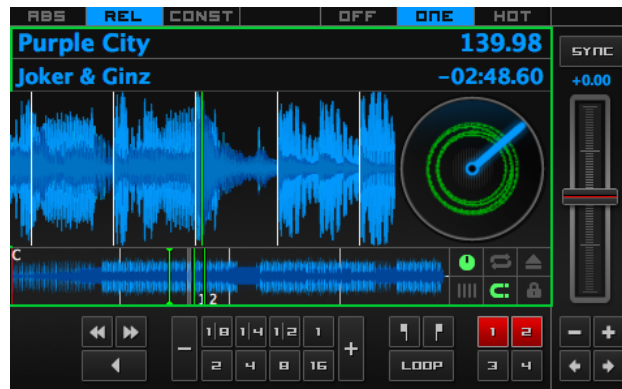 ABS REL CONST OFF ONE HOT
Purple City 139.98
SYNC
Joker & Ginz -02:48.60
+0.00
C
1 2
- 1|8 1|4 1|2 1 + 1 2 - +
2 4 8 16 LOOP 3 4